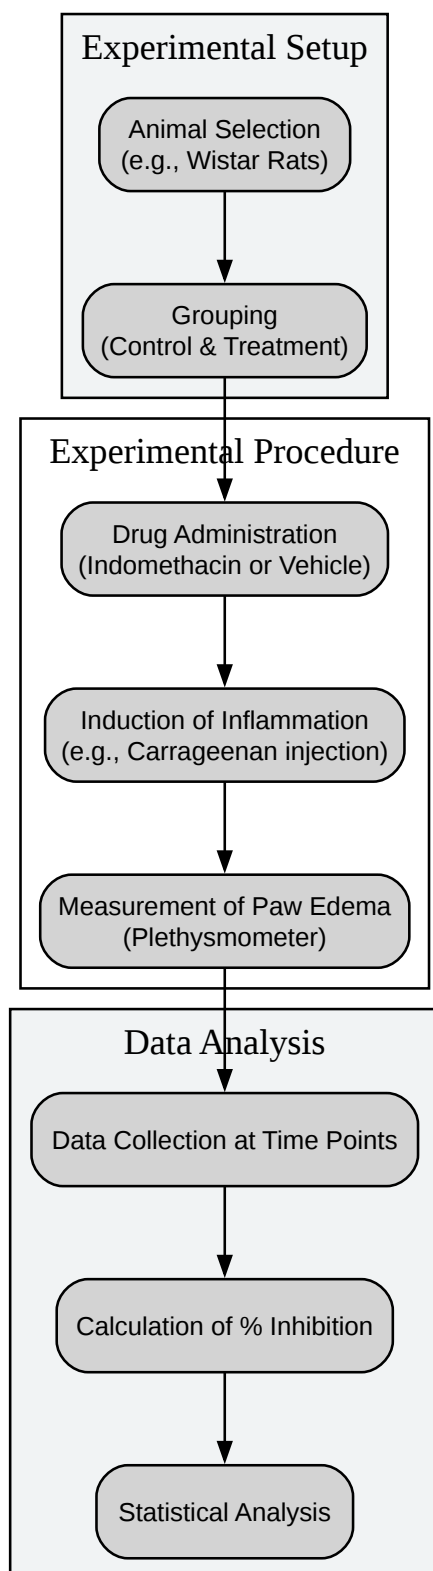 Experimental Setup
Animal Selection
(e.g., Wistar Rats)
Grouping
(Control & Treatment)
Experimental Procedure
Drug Administration
(Indomethacin or Vehicle)
Induction of Inflammation
(e.g., Carrageenan injection)
Measurement of Paw Edema
(Plethysmometer)
Data Analysis
Data Collection at Time Points
Calculation of % Inhibition
Statistical Analysis